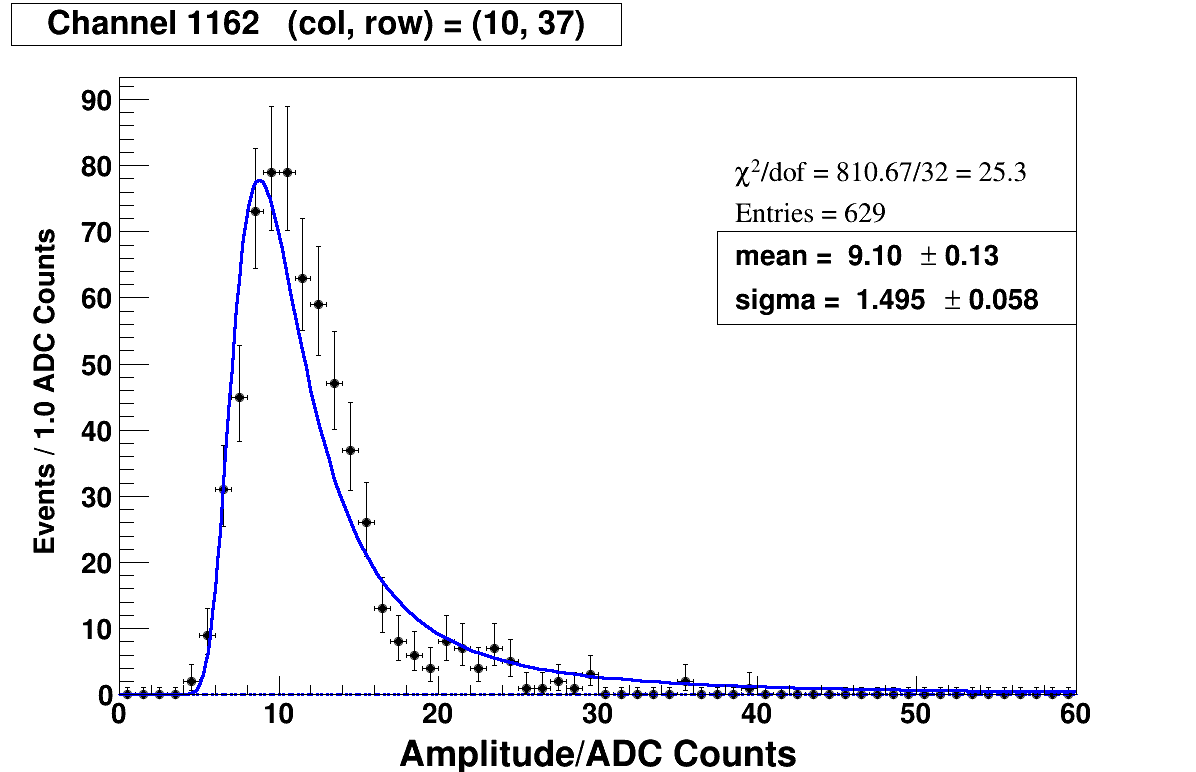 Channel 1162 (col, row) = (10, 37)
90
80
70
60
50
40
30
20
10
0
Events / 1.0 ADC Counts
χ²/dof = 810.67/32 = 25.3
Entries = 629
mean = 9.10 ± 0.13
sigma = 1.495 ± 0.058
0 10 20 30 40 50 60
Amplitude/ADC Counts